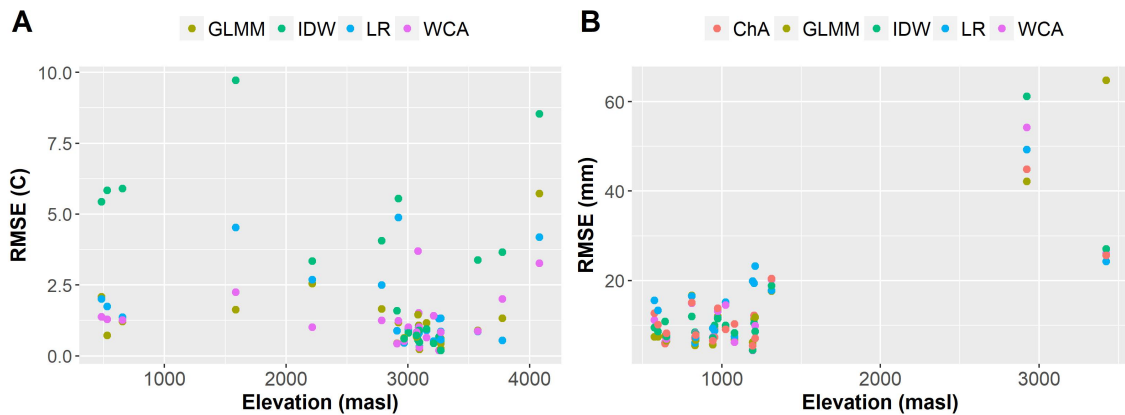 A
GLMM IDW LR WCA
RMSE (C)
10.0
7.5
5.0
2.5
0.0
1000 2000 3000 4000
Elevation (masl)
B
ChA GLMM IDW LR WCA
RMSE (mm)
60
40
20
1000 2000 3000
Elevation (masl)